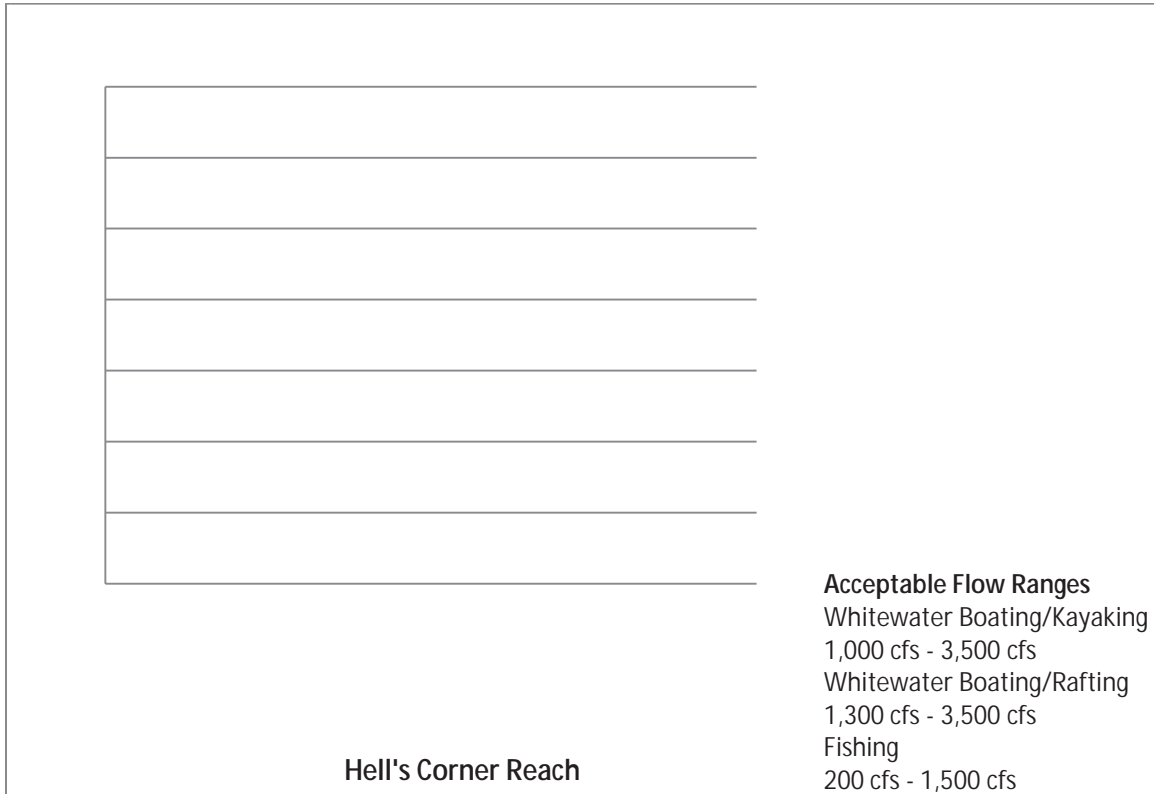 Acceptable Flow Ranges
Whitewater Boating/Kayaking
1,000 cfs - 3,500 cfs
Whitewater Boating/Rafting
1,300 cfs - 3,500 cfs
Fishing
200 cfs - 1,500 cfs
Hell's Corner Reach